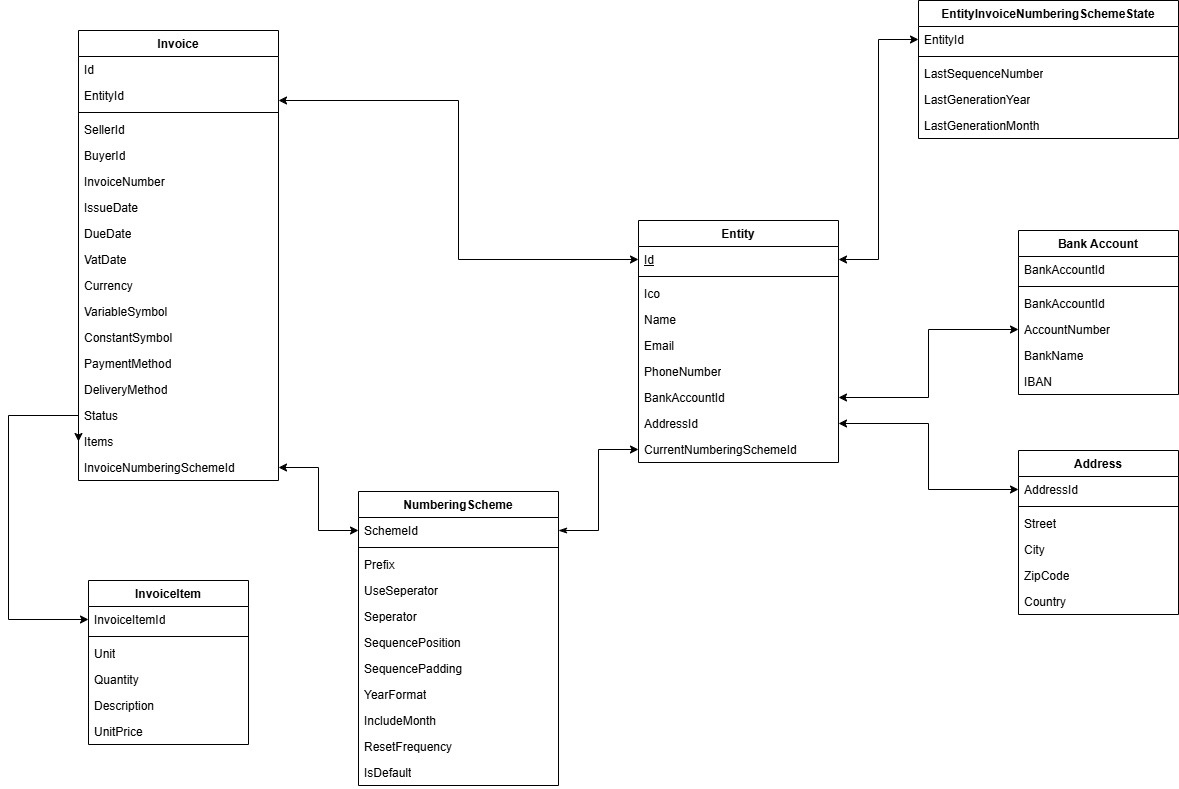 Invoice
Id
EntityId
SellerId
BuyerId
InvoiceNumber
IssueDate
DueDate
VatDate
Currency
VariableSymbol
ConstantSymbol
PaymentMethod
DeliveryMethod
Status
Items
InvoiceNumberingSchemeId
InvoiceItem
InvoiceItemId
Unit
Quantity
Description
UnitPrice
NumberingScheme
SchemeId
Prefix
UseSeperator
Seperator
SequencePosition
SequencePadding
YearFormat
IncludeMonth
ResetFrequency
IsDefault
Entity
Id
Ico
Name
Email
PhoneNumber
BankAccountId
AddressId
CurrentNumberingSchemeId
EntityInvoiceNumberingSchemeState
EntityId
LastSequenceNumber
LastGenerationYear
LastGenerationMonth
Bank Account
BankAccountId
BankAccountId
AccountNumber
BankName
IBAN
Address
AddressId
Street
City
ZipCode
Country